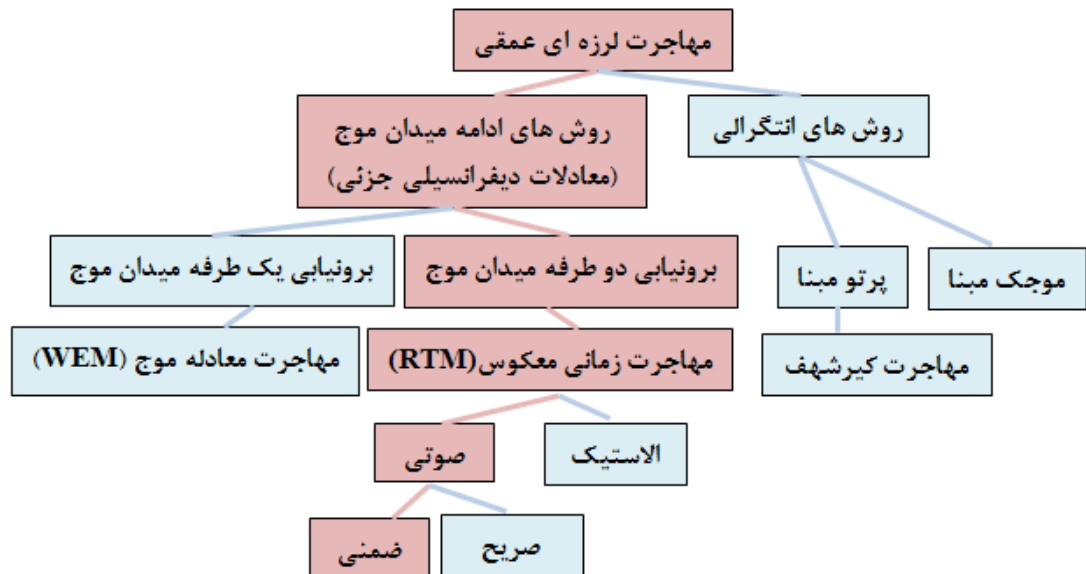 مهاجرت لرزه ای عمقی
روش های انتگرالی
روش های ادامه میدان موج
(معادلات دیفرانسیلی جزئی)
موجک مبنا
پرتو مبنا
برونیابی دو طرفه میدان موج
برونیابی یک طرفه میدان موج
مهاجرت کیرشهف
مهاجرت زمانی معکوس(RTM)
مهاجرت معادله موج (WEM)
الاستیک
صوتی
صریح
ضمنی